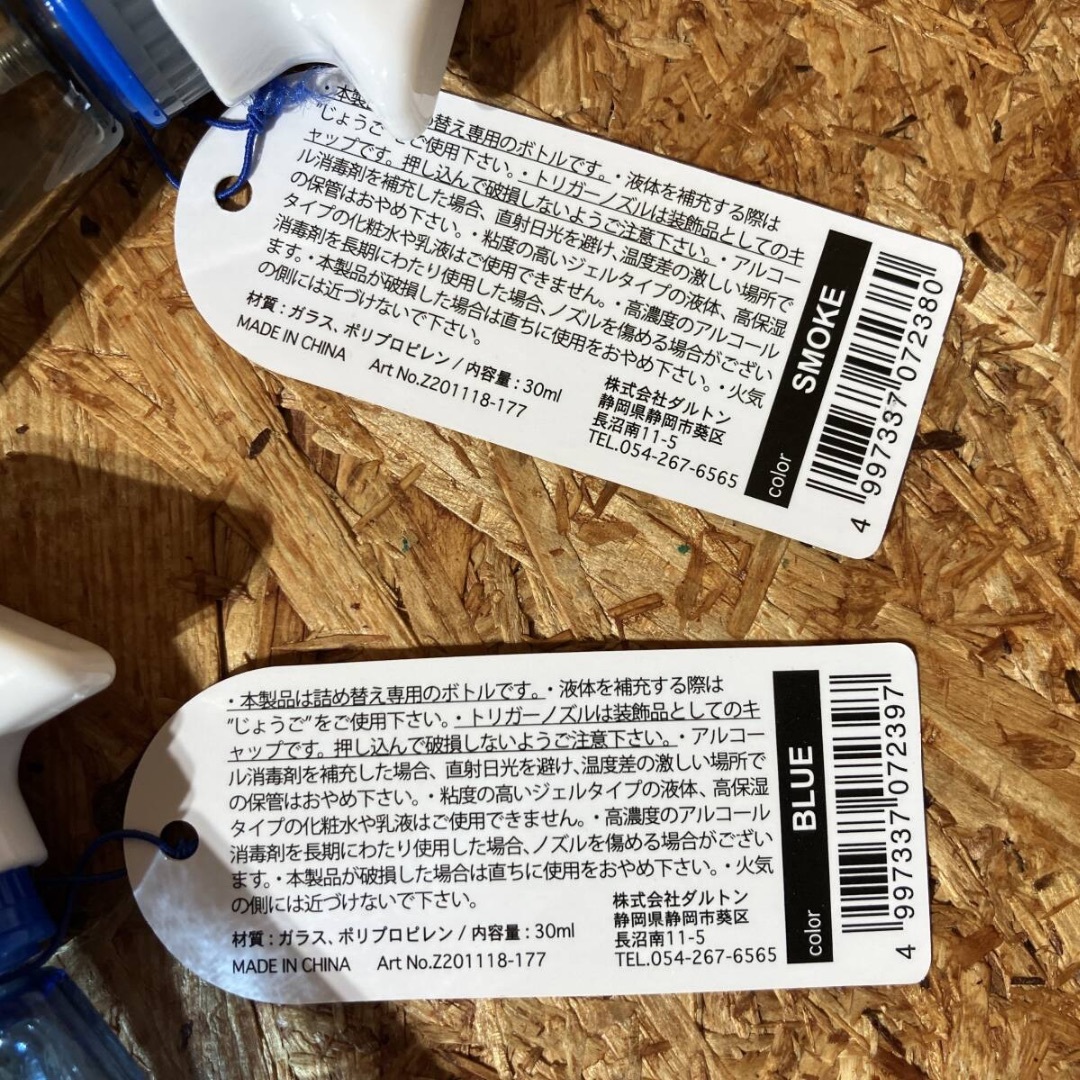 ・本製
め替え専用のボトルです。・液体を補充する際は
"じょうご
ご使用下さい。・トリガーノズルは装飾品としてのキ
ャップです。押し込んで破損しないようご注意下さい。・アルコー
ル消毒剤を補充した場合、直射日光を避け、温度差の激しい場所で
の保管はおやめ下さい。・粘度の高いジェルタイプの液体、高保湿
タイプの化粧水や乳液はご使用できません。・高濃度のアルコール
消毒剤を長期にわたり使用した場合、ノズルを傷める場合がござい
ます。・本製品が破損した場合は直ちに使用をおやめ下さい。・火気
の側には近づけないで下さい。
材質：ガラス、ポリプロピレン / 内容量：30ml
MADE IN CHINA Art No.Z201118-177
株式会社ダルトン
静岡県静岡市葵区
長沼南11-5
TEL.054-267-6565
color SMOKE
4 997337 072380
・本製品は詰め替え専用のボトルです。・液体を補充する際は
"じょうご"をご使用下さい。・トリガーノズルは装飾品としてのキ
ャップです。押し込んで破損しないようご注意下さい。・アルコー
ル消毒剤を補充した場合、直射日光を避け、温度差の激しい場所で
の保管はおやめ下さい。・粘度の高いジェルタイプの液体、高保湿
タイプの化粧水や乳液はご使用できません。・高濃度のアルコール
消毒剤を長期にわたり使用した場合、ノズルを傷める場合がござい
ます。・本製品が破損した場合は直ちに使用をおやめ下さい。・火気
の側には近づけないで下さい。
材質：ガラス、ポリプロピレン / 内容量：30ml
MADE IN CHINA Art No.Z201118-177
株式会社ダルトン
静岡県静岡市葵区
長沼南11-5
TEL.054-267-6565
color BLUE
4 997337 072397